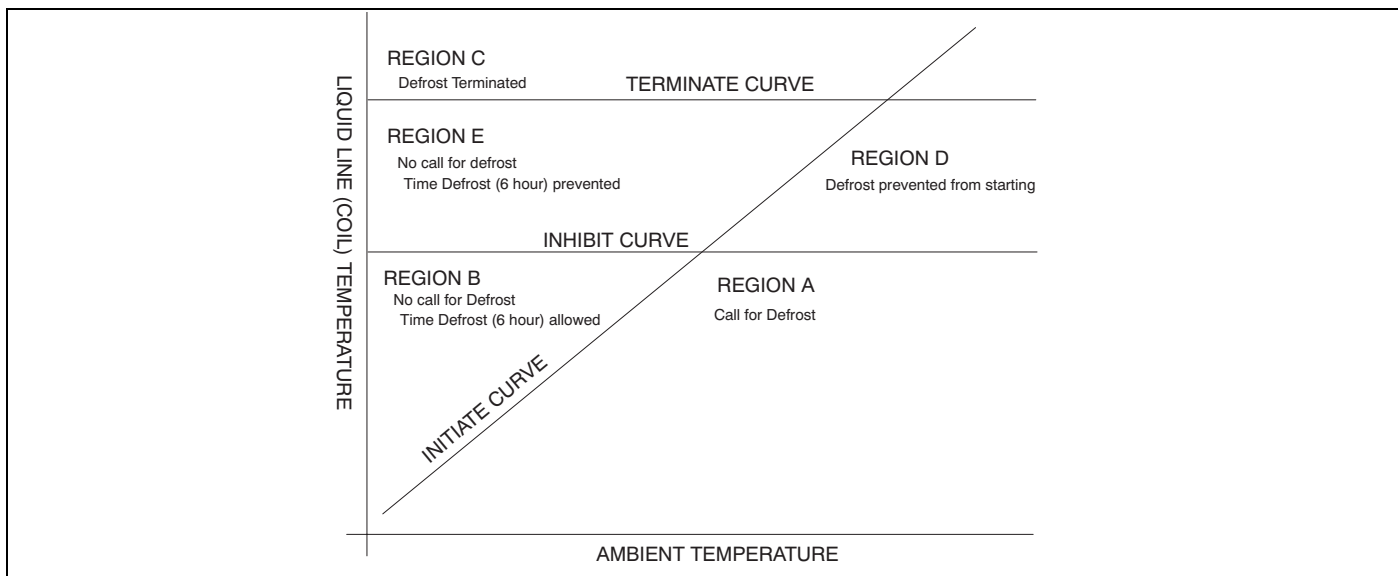 REGION C
Defrost Terminated
TERMINATE CURVE
REGION E
No call for defrost
Time Defrost (6 hour) prevented
REGION D
Defrost prevented from starting
INHIBIT CURVE
REGION B
No call for Defrost
Time Defrost (6 hour) allowed
REGION A
Call for Defrost
INITIATE CURVE
LIQUID LINE (COIL) TEMPERATURE
AMBIENT TEMPERATURE